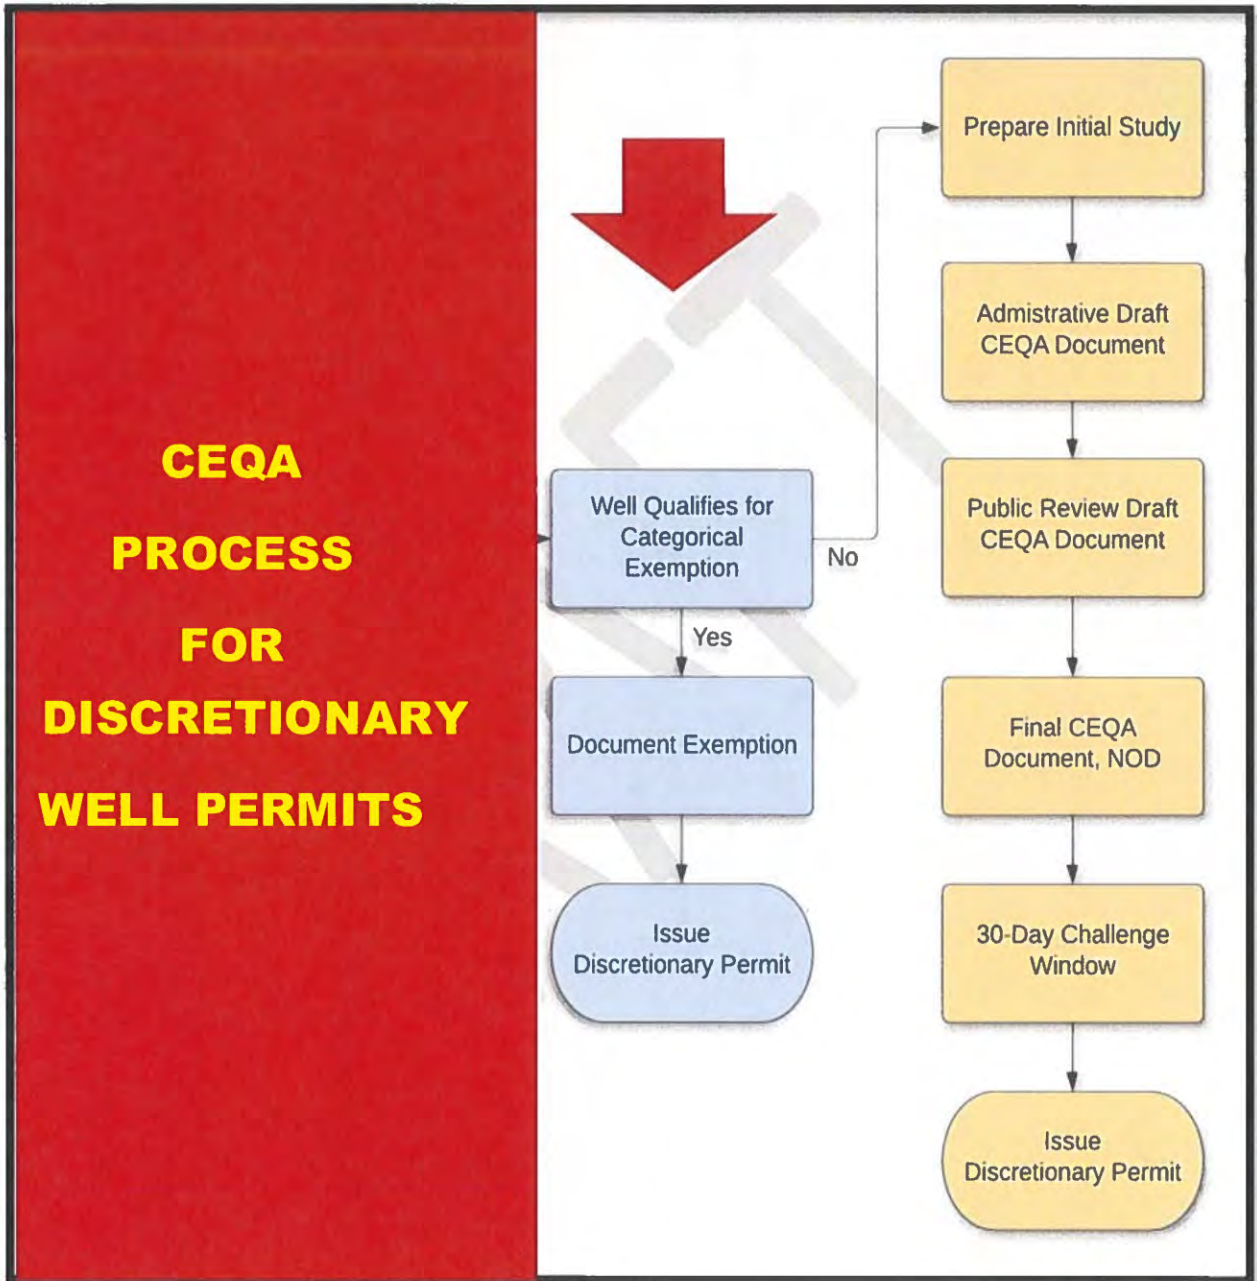 CEQA
PROCESS
FOR
DISCRETIONARY
WELL PERMITS
Well Qualifies for
Categorical
Exemption
No
Yes
Document Exemption
Issue
Discretionary Permit
Prepare Initial Study
Admistrative Draft
CEQA Document
Public Review Draft
CEQA Document
Final CEQA
Document, NOD
30-Day Challenge
Window
Issue
Discretionary Permit